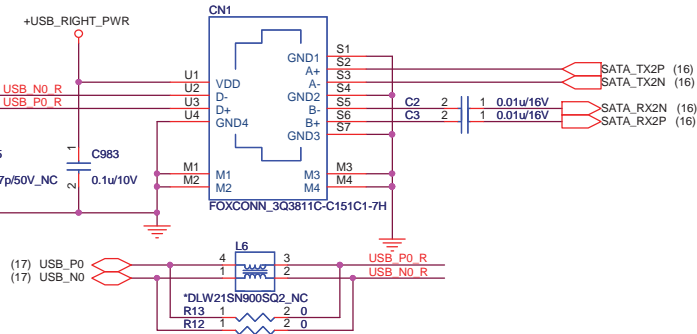 CN1
+USB_RIGHT_PWR
GND1 S1
A+ S2 SATA_TX2P (16)
U1 VDD A- S3 SATA_TX2N (16)
USB_N0_R U2 D- GND2 S4
USB_P0_R U3 D+ B- S5 C2 2 1 0.01u/16V SATA_RX2N (16)
U4 GND4 B+ S6 C3 2 1 0.01u/16V SATA_RX2P (16)
GND3 S7
1 C983
7p/50V_NC 2 0.1u/10V
M1 M1 M3 M3
M2 M2 M4 M4
FOXCONN_3Q3811C-C151C1-7H
L6
(17) USB_P0 4 3 USB_P0_R
(17) USB_N0 1 2 USB_N0_R
*DLW21SN900SQ2_NC
R13 1 2 0
R12 1 2 0